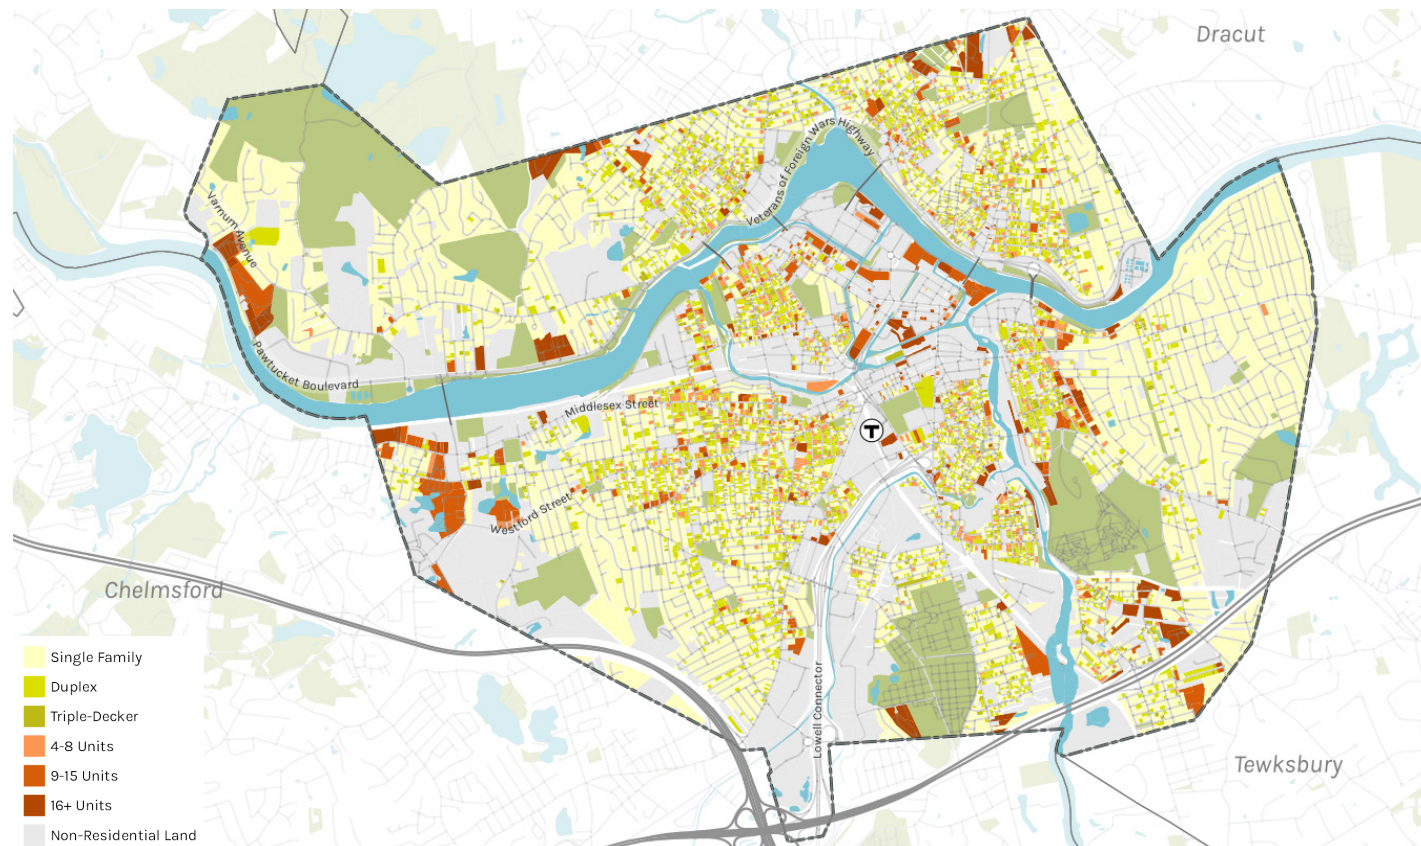 Dracut
Veterans of Foreign Wars Highway
Varnum Avenue
Pawtucket Boulevard
Middlesex Street
T
Westford Street
Chelmsford
Lowell Connector
Tewksbury
Single Family
Duplex
Triple-Decker
4-8 Units
9-15 Units
16+ Units
Non-Residential Land